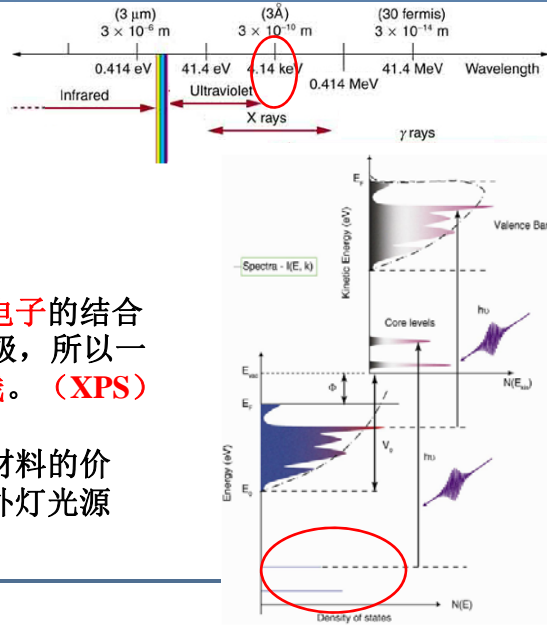 (3 μm) (3Å) (30 fermis)
3 × 10⁻⁶ m 3 × 10⁻¹⁰ m 3 × 10⁻¹⁴ m
0.414 eV 41.4 eV 4.14 keV 41.4 MeV Wavelength
0.414 MeV
Infrared Ultraviolet
X rays γ rays
E_F
Kinetic Energy (eV)
Valence Ban
Spectra - I(E, k)
电子的结合
级，所以一
。（XPS）
材料的价
外灯光源
Core levels
hυ
N(E_kin)
E_vac
Φ
E_F
V_0
hυ
Energy (eV)
E_0
N(E)
Density of states